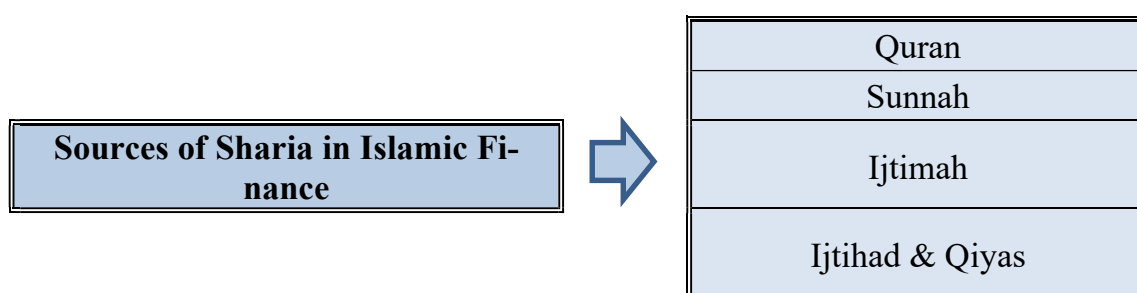 Sources of Sharia in Islamic Fi-
nance
Quran
Sunnah
Ijtimah
Ijtihad & Qiyas